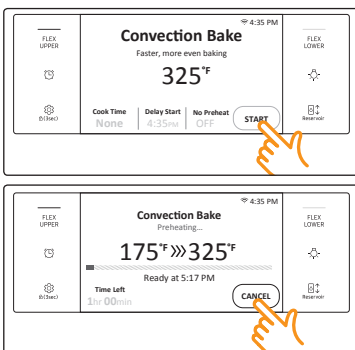 4:35 PM
FLEX
UPPER
Convection Bake
FLEX
LOWER
Faster, more even baking
325°F
Cook Time
Delay Start
No Preheat
None
4:35PM
OFF
START
(3sec)
Reservoir
4:35 PM
FLEX
UPPER
Convection Bake
FLEX
LOWER
Preheating...
175°F 325°F
Ready at 5:17 PM
Time Left
1hr 00min
CANCEL
(3sec)
Reservoir